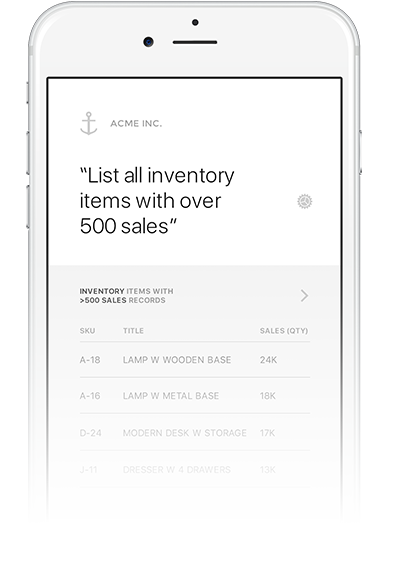 ACME INC.
“List all inventory
items with over
500 sales”
INVENTORY ITEMS WITH
>500 SALES RECORDS
SKU TITLE SALES (QTY)
A-18 LAMP W WOODEN BASE 24K
A-16 LAMP W METAL BASE 18K
D-24 MODERN DESK W STORAGE 17K
J-11 DRESSER W 4 DRAWERS 13K